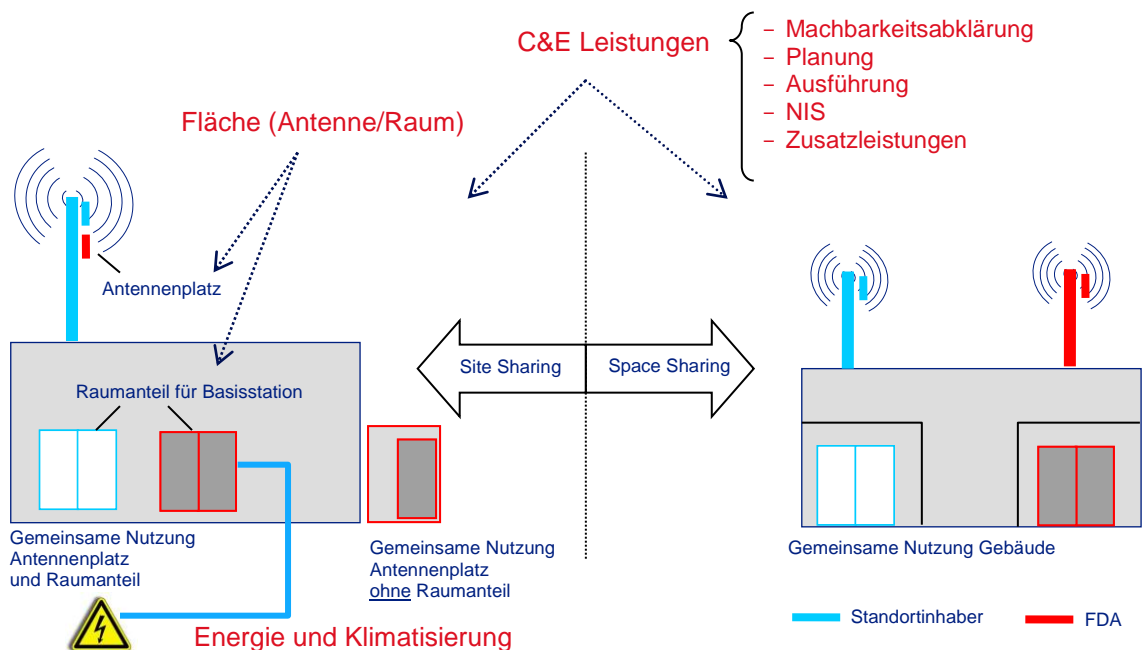 C&E Leistungen
- Machbarkeitsabklärung
- Planung
- Ausführung
- NIS
- Zusatzleistungen
Fläche (Antenne/Raum)
Antennenplatz
Site Sharing
Space Sharing
Raumanteil für Basisstation
Gemeinsame Nutzung
Antennenplatz
und Raumanteil
Gemeinsame Nutzung
Antennenplatz
ohne Raumanteil
Gemeinsame Nutzung Gebäude
Energie und Klimatisierung
Standortinhaber
FDA